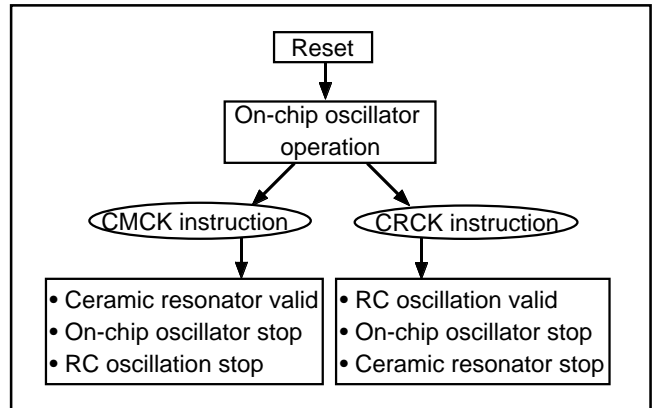 Reset
On-chip oscillator
operation
CMCK instruction
CRCK instruction
• Ceramic resonator valid
• On-chip oscillator stop
• RC oscillation stop
• RC oscillation valid
• On-chip oscillator stop
• Ceramic resonator stop